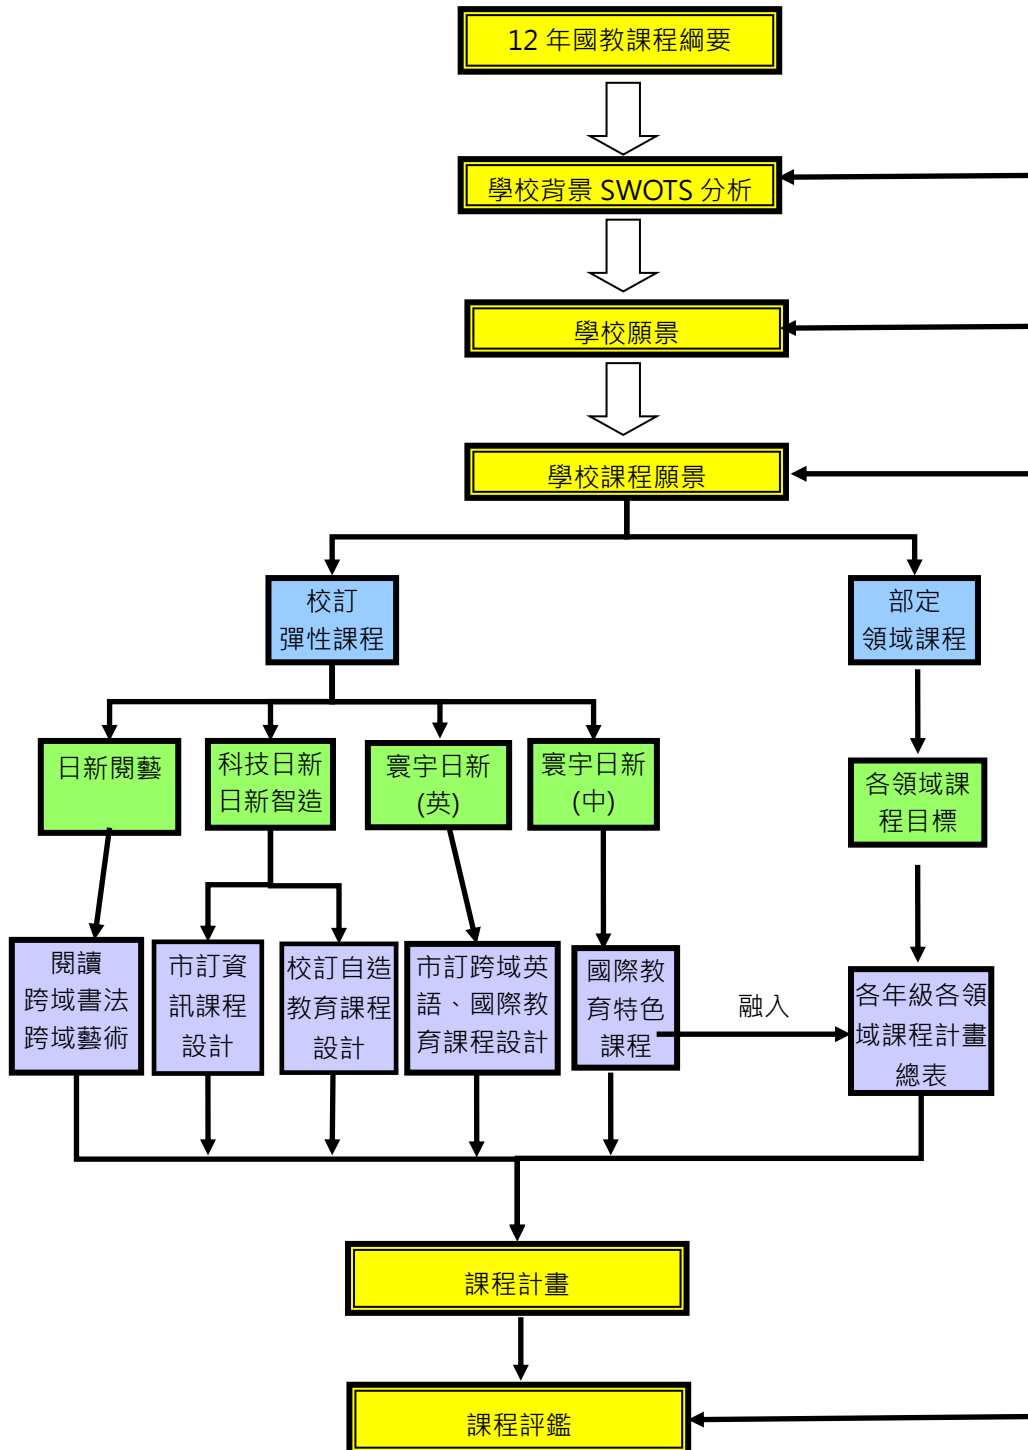 12 年國教課程綱要
學校背景 SWOTS 分析
學校願景
學校課程願景
校訂
彈性課程
部定
領域課程
日新閱藝
科技日新
日新智造
寰宇日新
(英)
寰宇日新
(中)
各領域課
程目標
閱讀
跨域書法
跨域藝術
市訂資
訊課程
設計
校訂自造
教育課程
設計
市訂跨域英
語、國際教
育課程設計
國際教
育特色
課程
融入
各年級各領
域課程計畫
總表
課程計畫
課程評鑑